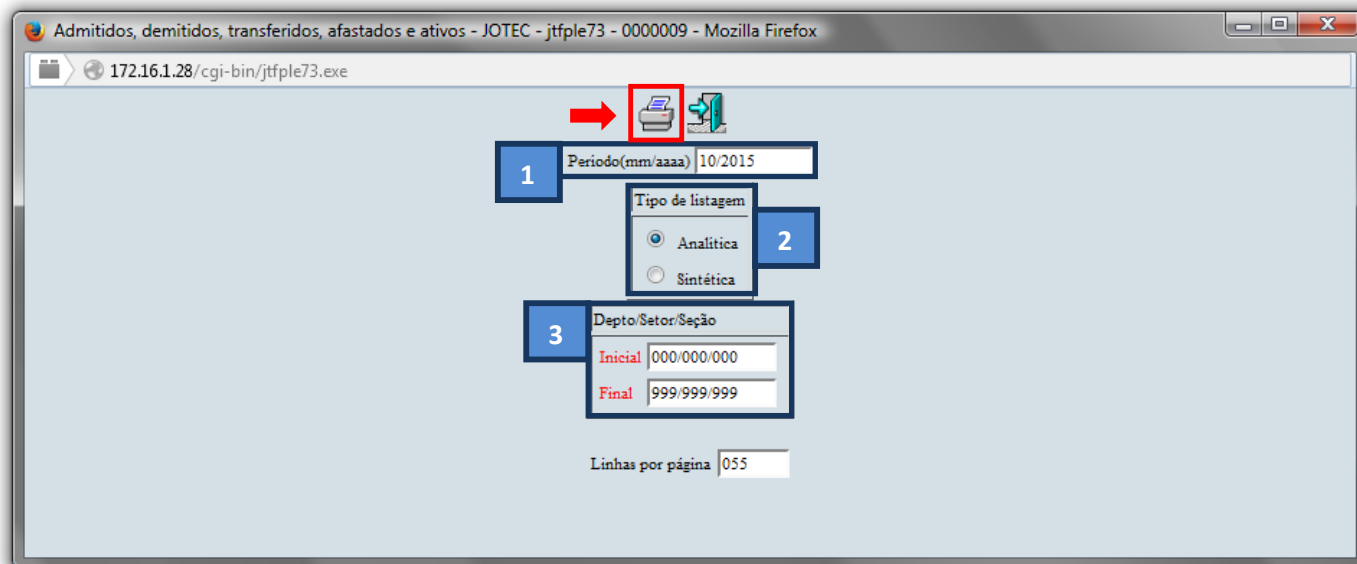 Admitidos, demitidos, transferidos, afastados e ativos - JOTEC - jtfple73 - 0000009 - Mozilla Firefox
172.16.1.28/cgi-bin/jtfple73.exe
1
Periodo(mm/aaaa) 10/2015
Tipo de listagem
Analítica
2
Sintética
3
Depto/Setor/Seção
Inicial 000/000/000
Final 999/999/999
Linhas por página 055